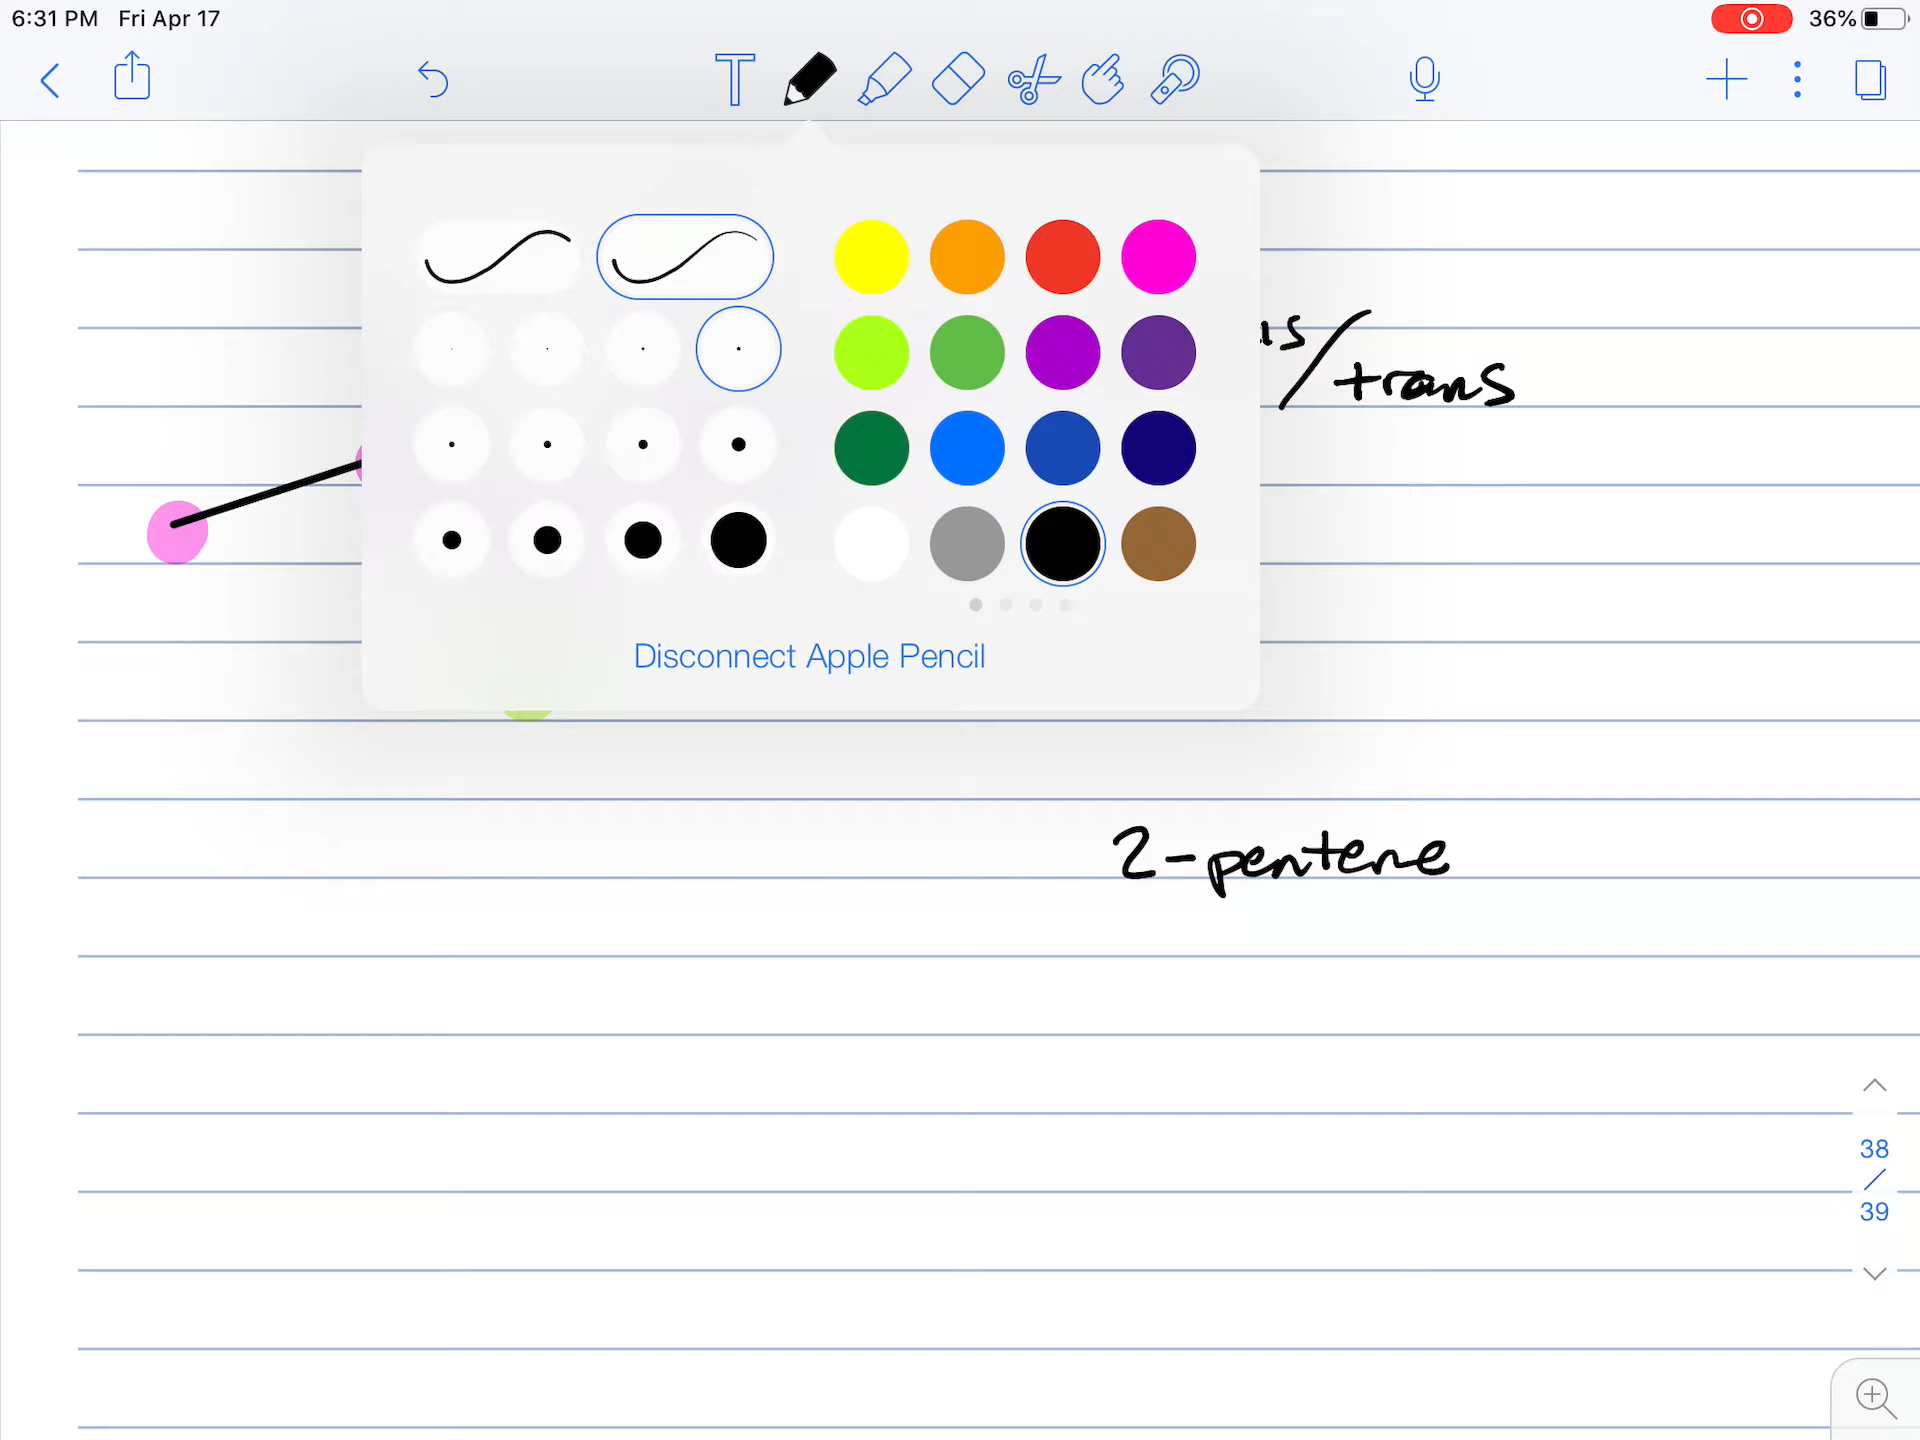 6:31 PM Fri Apr 17
36%
T
/trans
Disconnect Apple Pencil
2-pentene
38
/
39